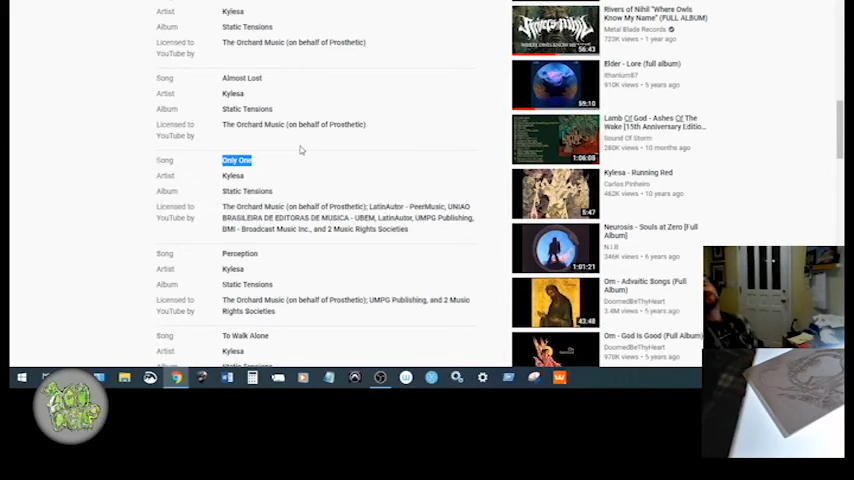 Artist Kylesa
Album Static Tensions
Licensed to The Orchard Music (on behalf of Prosthetic)
YouTube by
Song Almost Lost
Artist Kylesa
Album Static Tensions
Licensed to The Orchard Music (on behalf of Prosthetic)
YouTube by
Song Only One
Artist Kylesa
Album Static Tensions
Licensed to The Orchard Music (on behalf of Prosthetic); LatinAutor - PeerMusic, UNIAO
YouTube by BRASILEIRA DE EDITORAS DE MUSICA - UBEM, LatinAutor, UMPG Publishing,
BMI - Broadcast Music Inc., and 2 Music Rights Societies
Song Perception
Artist Kylesa
Album Static Tensions
Licensed to The Orchard Music (on behalf of Prosthetic); UMPG Publishing, and 2 Music
YouTube by Rights Societies
Song To Walk Alone
Artist Kylesa
Album Static Tensions
Rivers of Nihil "Where Owls
Know My Name" (FULL ALBUM)
Metal Blade Records
723K views • 1 year ago
56:43
Elder - Lore (full album)
ithanium87
910K views • 5 years ago
59:10
Lamb Of God - Ashes Of The
Wake [15th Anniversary Editio...
Sound Of Storm
280K views • 10 months ago
1:06:05
Kylesa - Running Red
Carlos Pinheiro
462K views • 10 years ago
5:47
Neurosis - Souls at Zero [Full
Album]
N.I.B
346K views • 6 years ago
1:01:21
Om - Advaitic Songs (Full
Album)
DoomedBeThyHeart
3.4M views • 5 years ago
43:48
Om - God Is Good (Full Album)
DoomedBeThyHeart
978K views • 5 years ago